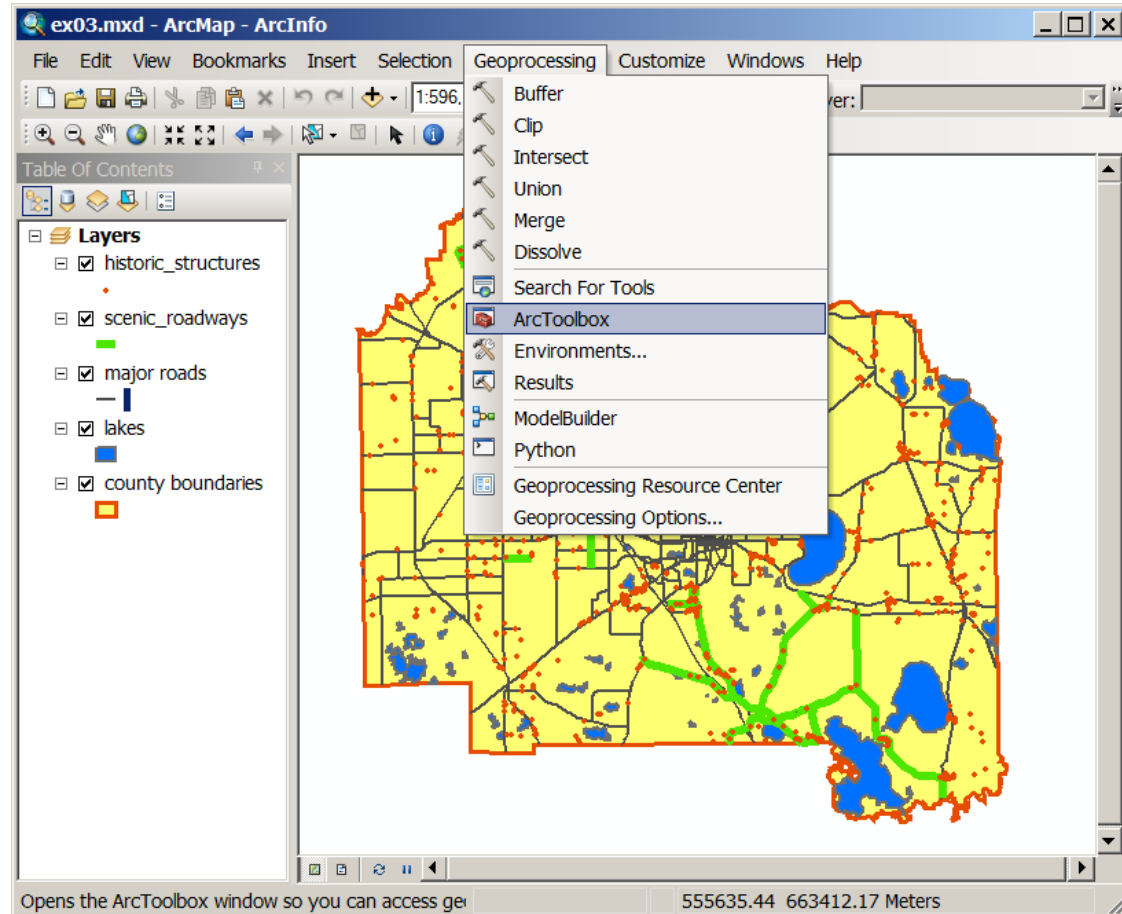 ex03.mxd - ArcMap - ArcInfo
File Edit View Bookmarks Insert Selection Geoprocessing Customize Windows Help
1:596,
Table Of Contents
Layers
historic_structures
scenic_roadways
major roads
lakes
county boundaries
Buffer
Clip
Intersect
Union
Merge
Dissolve
Search For Tools
ArcToolbox
Environments...
Results
ModelBuilder
Python
Geoprocessing Resource Center
Geoprocessing Options...
Opens the ArcToolbox window so you can access
555635.44 663412.17 Meters